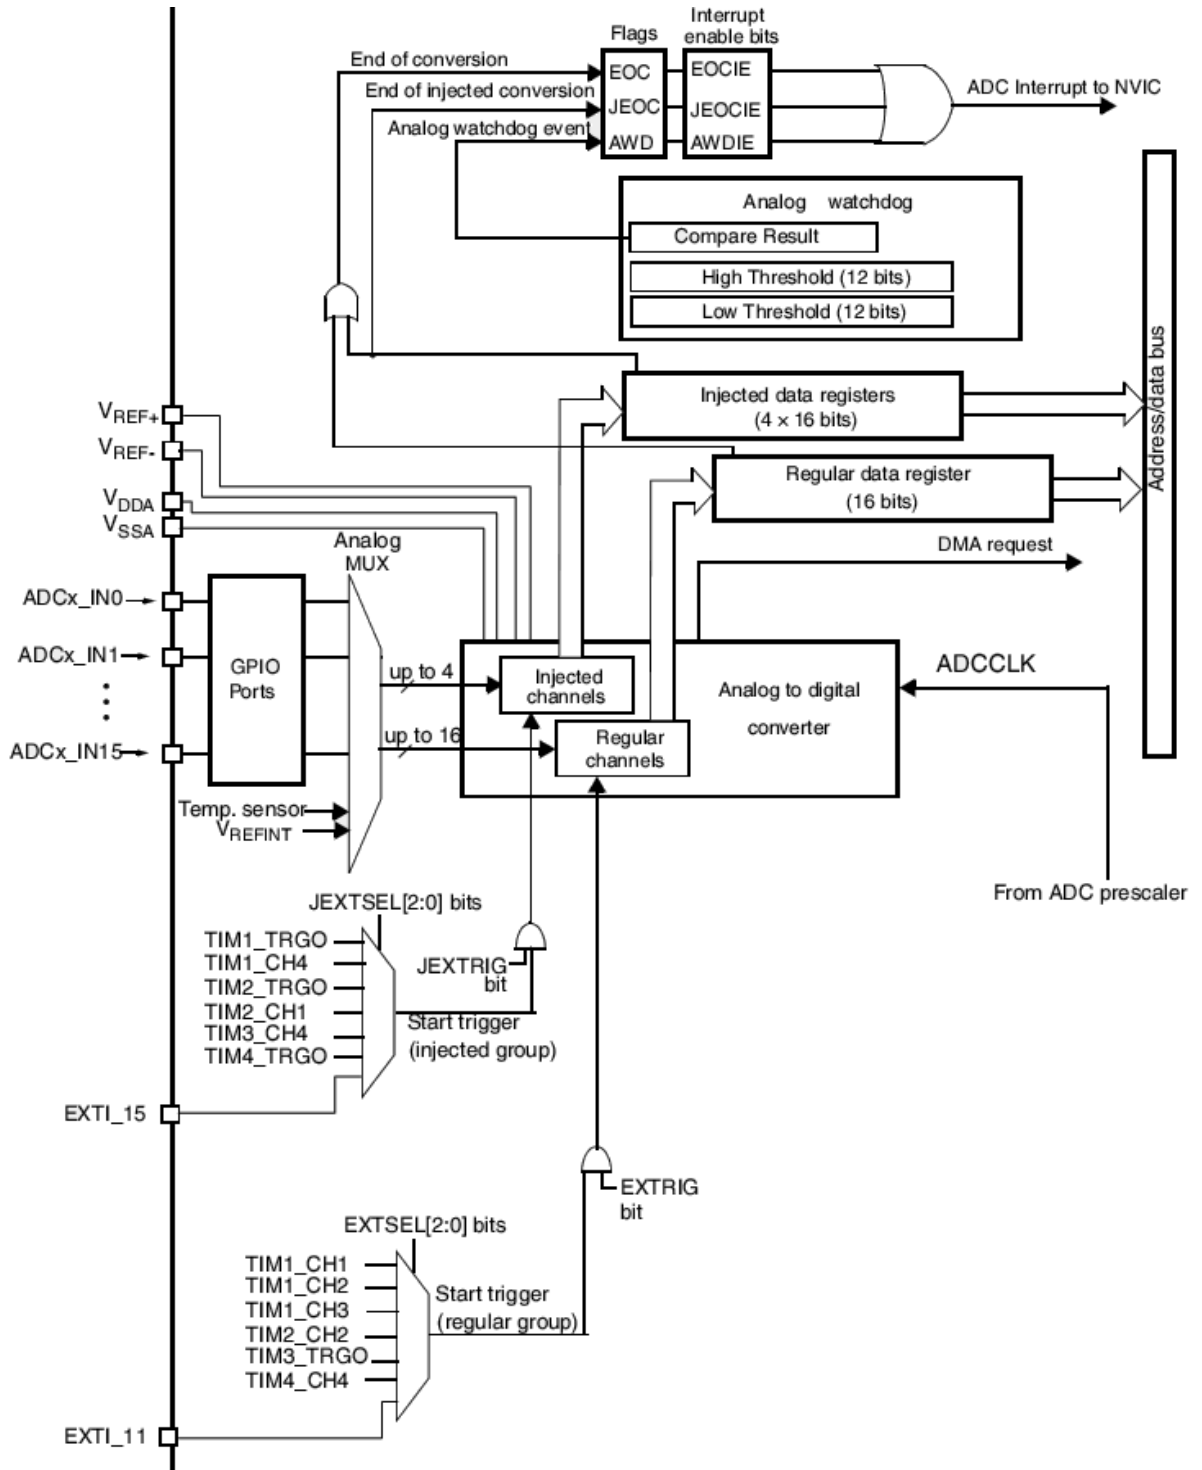 Interrupt
Flags enable bits
End of conversion
EOC EOCIE
End of injected conversion
JEOC JEOCIE
ADC Interrupt to NVIC
Analog watchdog event
AWD AWDIE
Analog watchdog
Compare Result
High Threshold (12 bits)
Low Threshold (12 bits)
Address/data bus
Injected data registers
(4 × 16 bits)
Regular data register
(16 bits)
DMA request
VREF+
VREF-
VDDA
VSSA
Analog
MUX
ADCx_IN0
ADCx_IN1
ADCx_IN15
GPIO
Ports
up to 4
up to 16
Injected
channels
Regular
channels
Analog to digital
converter
ADCCLK
Temp. sensor
VREFINT
From ADC prescaler
JEXTSEL[2:0] bits
TIM1_TRGO
TIM1_CH4
TIM2_TRGO
TIM2_CH1
TIM3_CH4
TIM4_TRGO
JEXTRIG
bit
Start trigger
(injected group)
EXTI_15
EXTRIG
bit
EXTSEL[2:0] bits
TIM1_CH1
TIM1_CH2
TIM1_CH3
TIM2_CH2
TIM3_TRGO
TIM4_CH4
Start trigger
(regular group)
EXTI_11